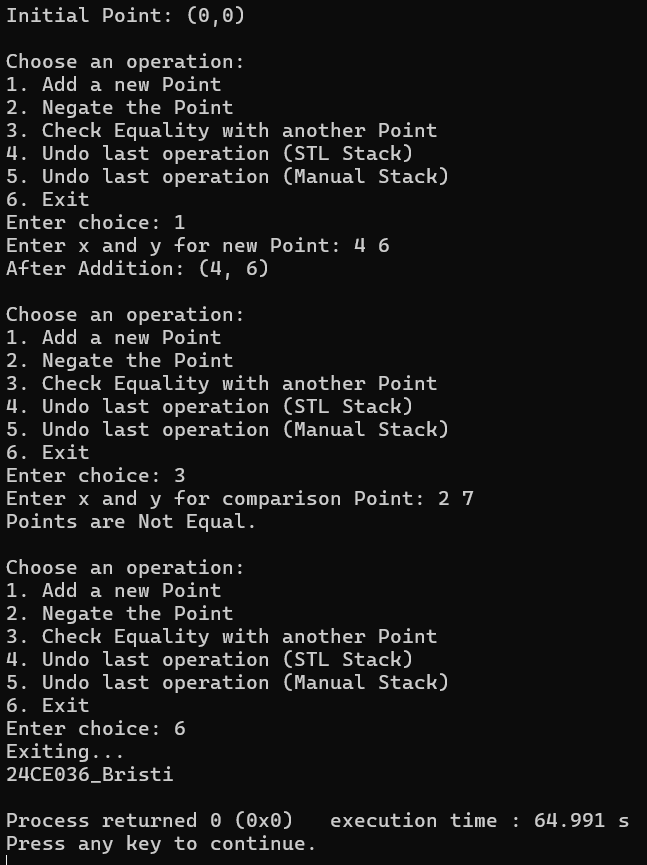 Initial Point: (0,0)
Choose an operation:
1. Add a new Point
2. Negate the Point
3. Check Equality with another Point
4. Undo last operation (STL Stack)
5. Undo last operation (Manual Stack)
6. Exit
Enter choice: 1
Enter x and y for new Point: 4 6
After Addition: (4, 6)
Choose an operation:
1. Add a new Point
2. Negate the Point
3. Check Equality with another Point
4. Undo last operation (STL Stack)
5. Undo last operation (Manual Stack)
6. Exit
Enter choice: 3
Enter x and y for comparison Point: 2 7
Points are Not Equal.
Choose an operation:
1. Add a new Point
2. Negate the Point
3. Check Equality with another Point
4. Undo last operation (STL Stack)
5. Undo last operation (Manual Stack)
6. Exit
Enter choice: 6
Exiting...
24CE036_Bristi
Process returned 0 (0x0)   execution time : 64.991 s
Press any key to continue.